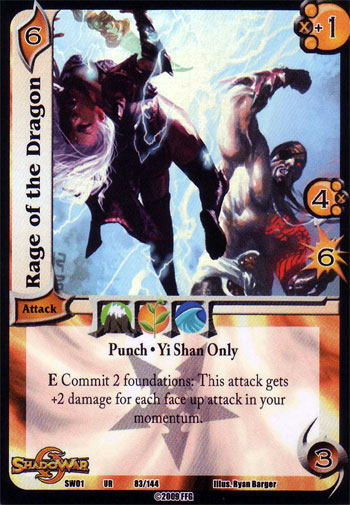 6
+1
Rage of the Dragon
4
6
Attack
Punch • Yi Shan Only
E Commit 2 foundations: This attack gets
+2 damage for each face up attack in your
momentum.
3
SHADOWAR
SW01 UR 83/144 Illus. Ryan Barger
©2009 FFG